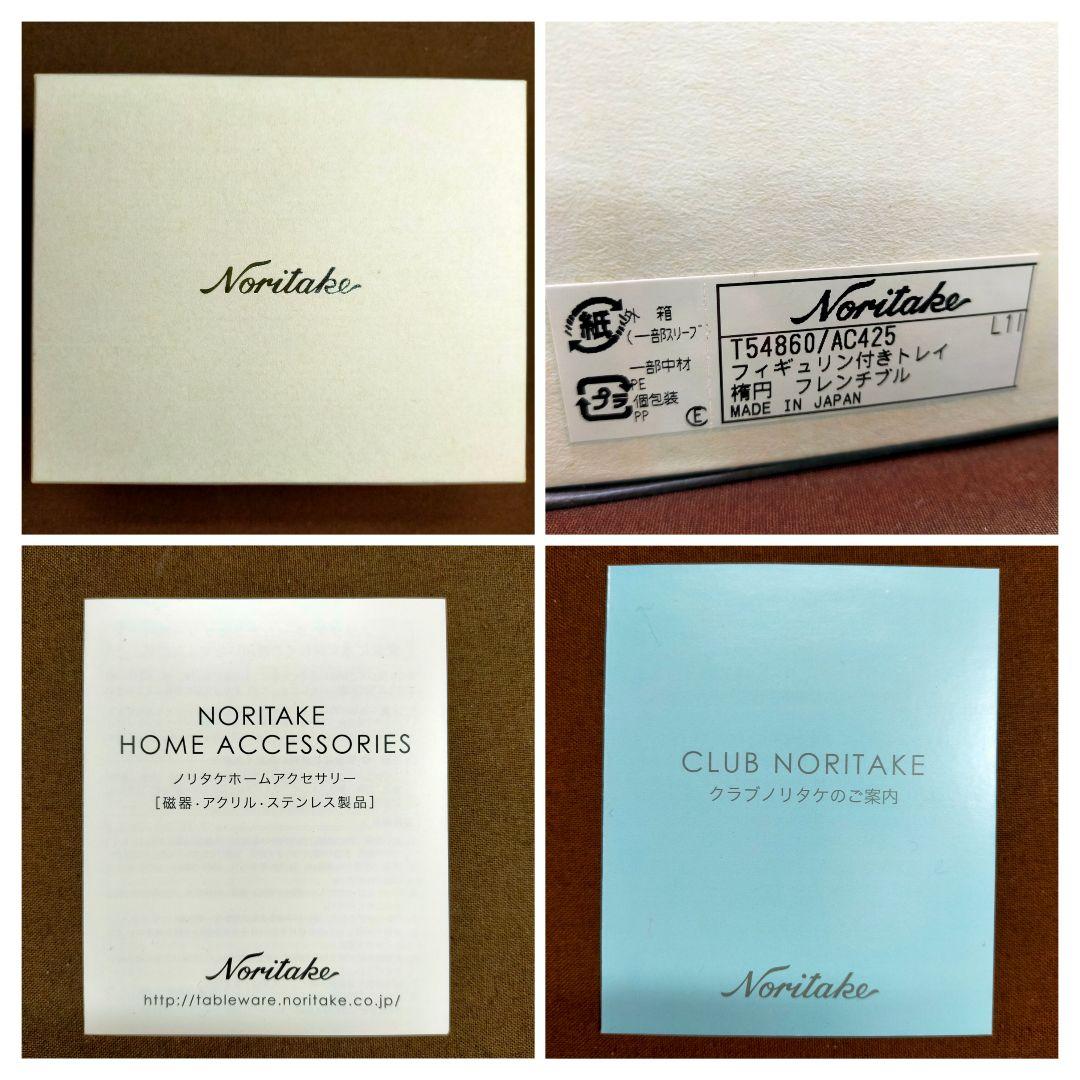 Noritake
紙
外 箱
(一部スリーブ)
一部中材
PE
プラ
個包装
PP
E
Noritake
T54860/AC425
L11
フィギュリン付きトレイ
楕円 フレンチブル
MADE IN JAPAN
NORITAKE
HOME ACCESSORIES
ノリタケホームアクセサリー
[磁器・アクリル・ステンレス製品]
Noritake
http://tableware.noritake.co.jp/
CLUB NORITAKE
クラブノリタケのご案内
Noritake